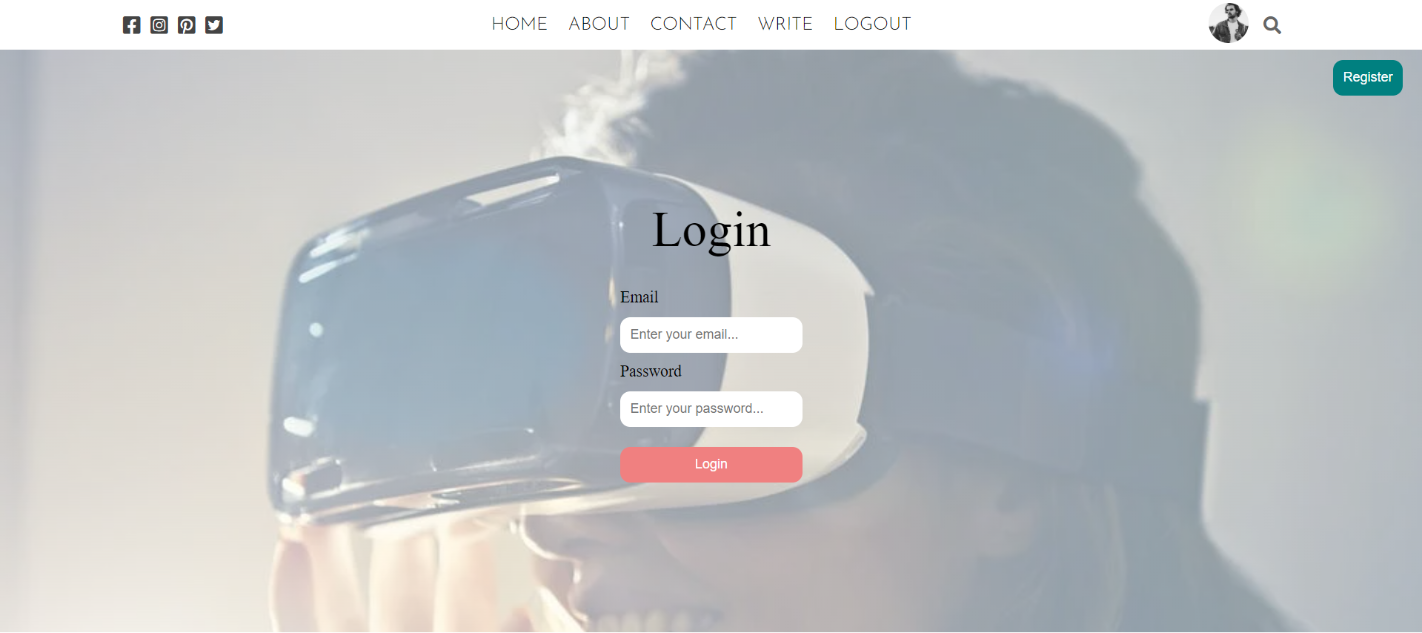 HOME ABOUT CONTACT WRITE LOGOUT
Register
Login
Email
Enter your email...
Password
Enter your password...
Login